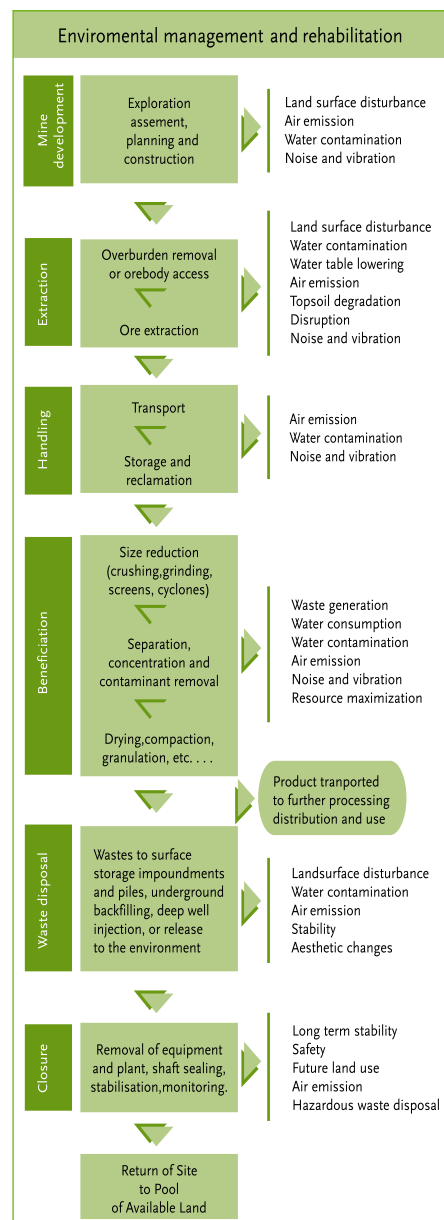 Enviromental management and rehabilitation
Mine
development
Exploration
assement,
planning and
construction
Land surface disturbance
Air emission
Water contamination
Noise and vibration
Extraction
Overburden removal
or orebody access
Ore extraction
Land surface disturbance
Water contamination
Water table lowering
Air emission
Topsoil degradation
Disruption
Noise and vibration
Handling
Transport
Storage and
reclamation
Air emission
Water contamination
Noise and vibration
Beneficiation
Size reduction
(crushing,grinding,
screens, cyclones)
Separation,
concentration and
contaminant removal
Drying,compaction,
granulation, etc. . . .
Waste generation
Water consumption
Water contamination
Air emission
Noise and vibration
Resource maximization
Product tranported
to further processing
distribution and use
Waste disposal
Wastes to surface
storage impoundments
and piles, underground
backfilling, deep well
injection, or release
to the environment
Landsurface disturbance
Water contamination
Air emission
Stability
Aesthetic changes
Closure
Removal of equipment
and plant, shaft sealing,
stabilisation,monitoring.
Long term stability
Safety
Future land use
Air emission
Hazardous waste disposal
Return of Site
to Pool
of Available Land